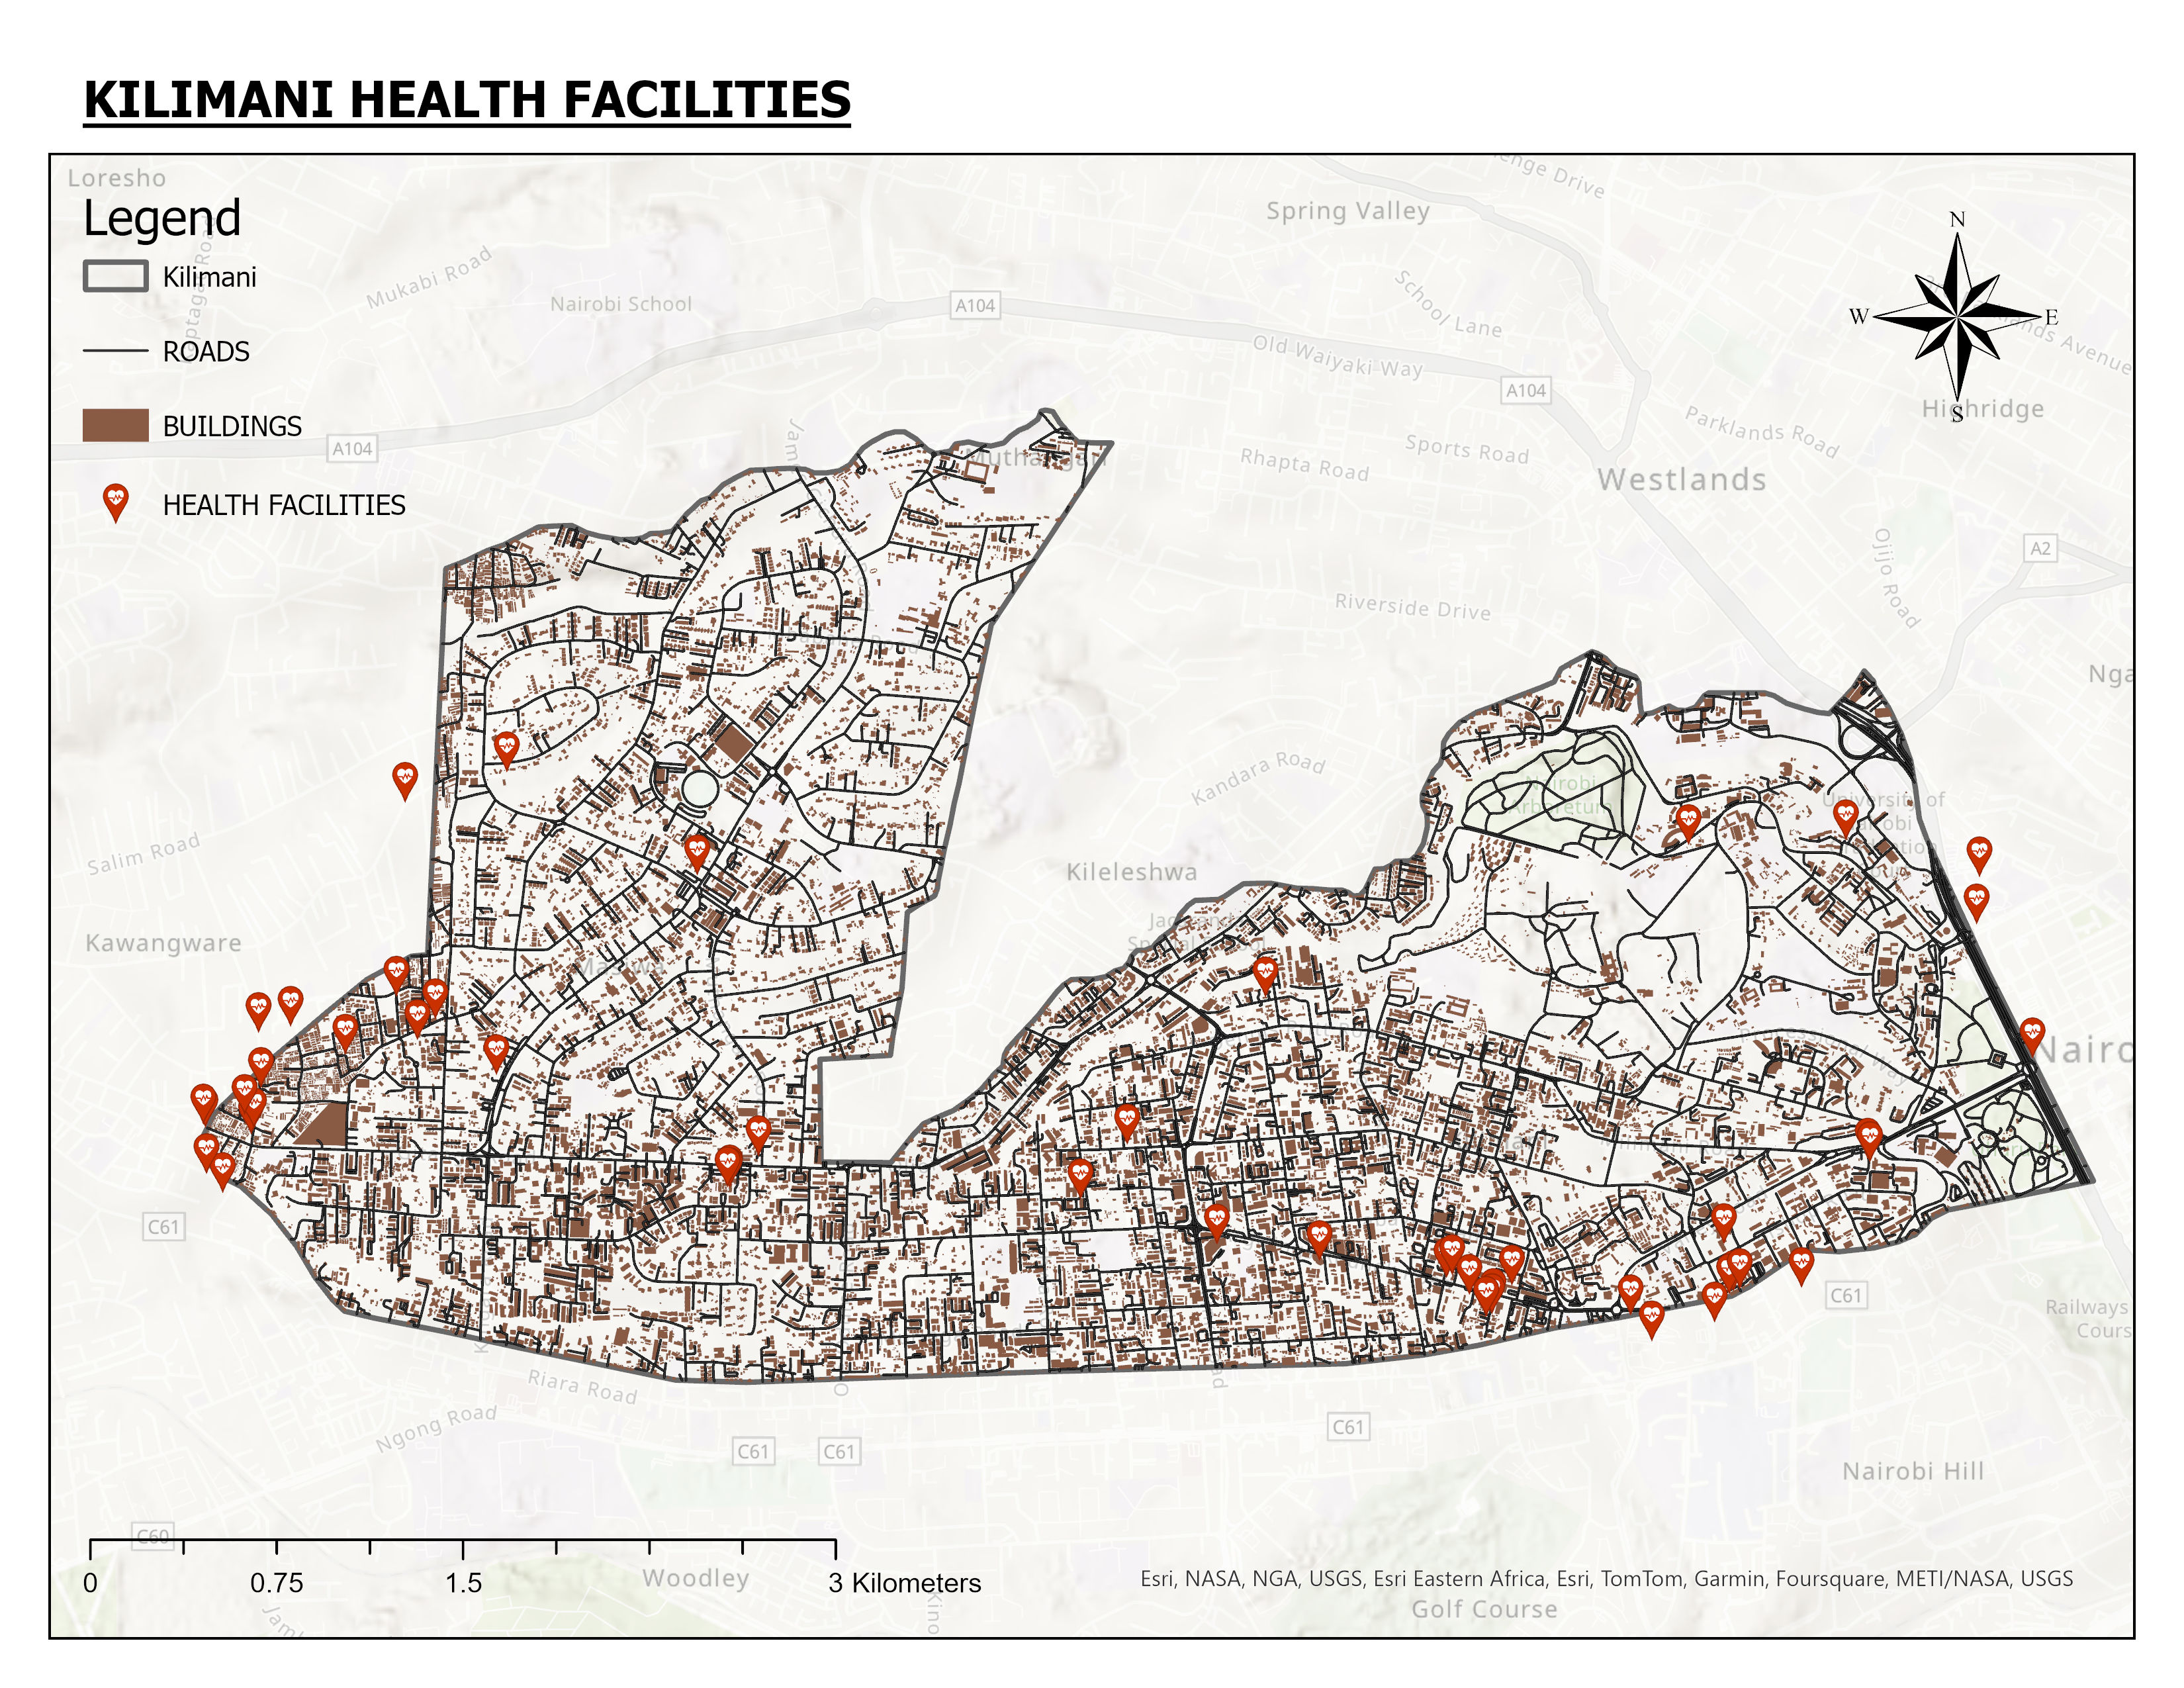 KILIMANI HEALTH FACILITIES
Loresho
Legend
Kilimani
ROADS
BUILDINGS
HEALTH FACILITIES
Mukabi Road
Nairobi School
Spring Valley
School Lane
Old Waiyaki Way
A104
A104
A104
N
W
E
S
Highridge
Parklands Road
Sports Road
Rhapta Road
Westlands
Ojijo Road
A2
Riverside Drive
Kandara Road
Nairobi
Arboretum
University of
Salim Road
Kileleshwa
Kawangware
Nairo
C61
C61
Riara Road
Ngong Road
C61
C61
C61
Railways
Cours
Nairobi Hill
C60
0
0.75
1.5
3 Kilometers
Woodley
Esri, NASA, NGA, USGS, Esri Eastern Africa, Esri, TomTom, Garmin, Foursquare, METI/NASA, USGS
Golf Course